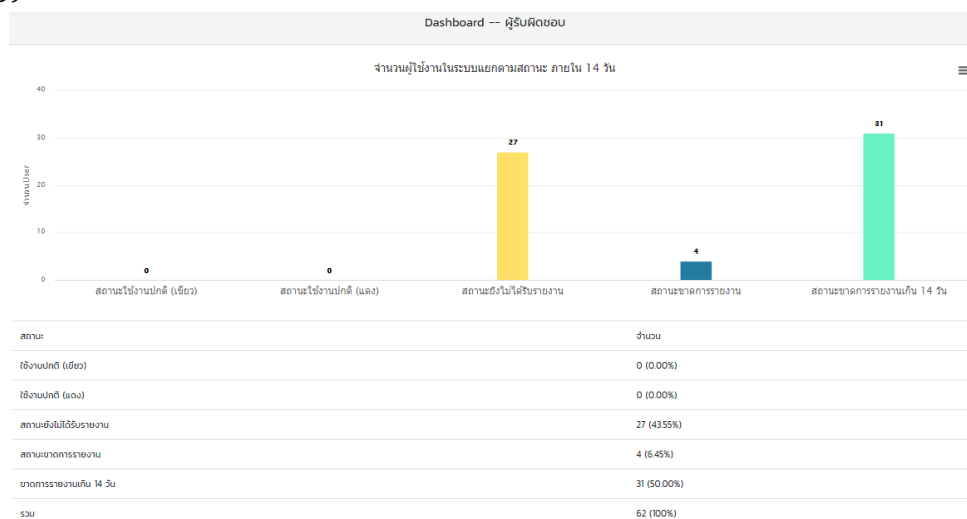 Dashboard -- ผู้รับผิดชอบ
จำนวนผู้ใช้งานในระบบแยกตามสถานะ ภายใน 14 วัน
40
30
20
10
0
จำนวน User
0
0
27
4
31
สถานะใช้งานปกติ (เขียว)
สถานะใช้งานปกติ (แดง)
สถานะยังไม่ได้รับรายงาน
สถานะขาดการรายงาน
สถานะขาดการรายงานเกิน 14 วัน
สถานะ จำนวน
ใช้งานปกติ (เขียว) 0 (0.00%)
ใช้งานปกติ (แดง) 0 (0.00%)
สถานะยังไม่ได้รับรายงาน 27 (43.55%)
สถานะขาดการรายงาน 4 (6.45%)
ขาดการรายงานเกิน 14 วัน 31 (50.00%)
รวม 62 (100%)